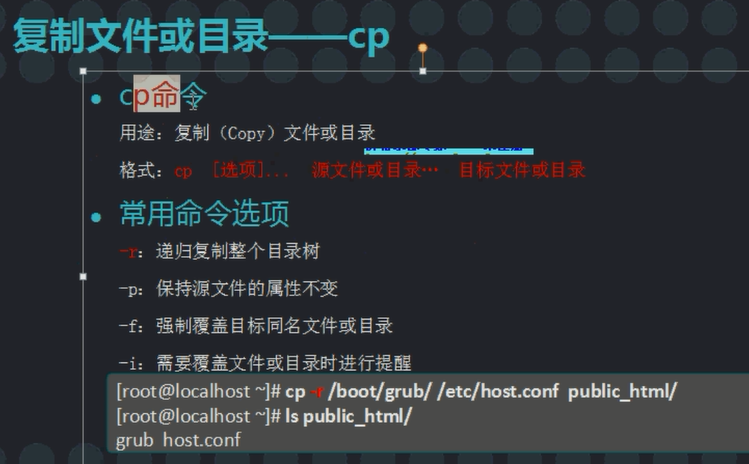 复制文件或目录——cp
cp命令
用途：复制（Copy）文件或目录
格式：cp [选项]... 源文件或目录… 目标文件或目录
常用命令选项
-r：递归复制整个目录树
-p：保持源文件的属性不变
-f：强制覆盖目标同名文件或目录
-i：需要覆盖文件或目录时进行提醒
[root@localhost ~]# cp -r /boot/grub/ /etc/host.conf public_html/
[root@localhost ~]# ls public_html/
grub host.conf